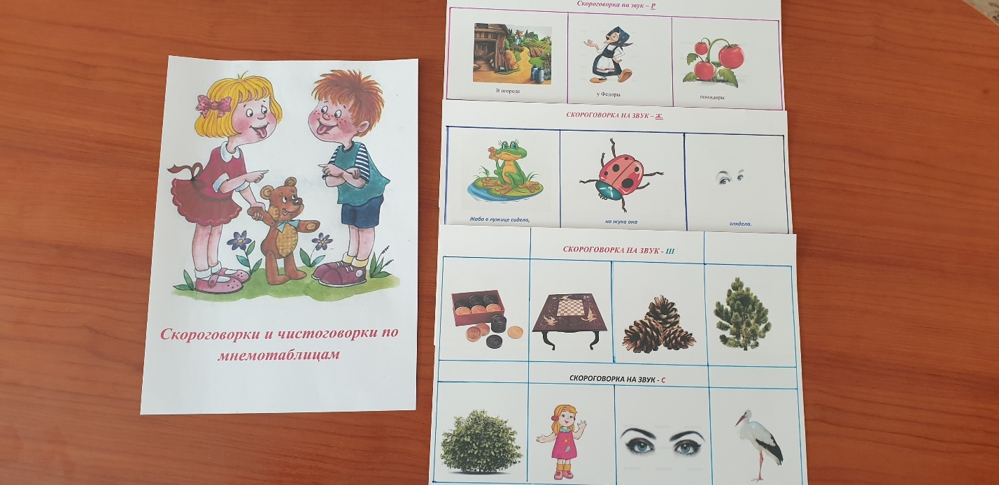 Скороговорки и чистоговорки по
мнемотаблицам
Скороговорка на звук – Р
В огороде
у Федоры
помидоры
СКОРОГОВОРКА НА ЗВУК – Ж.
Жаба в лужице сидела,
на жука она
глядела.
СКОРОГОВОРКА НА ЗВУК - Ш
СКОРОГОВОРКА НА ЗВУК - С